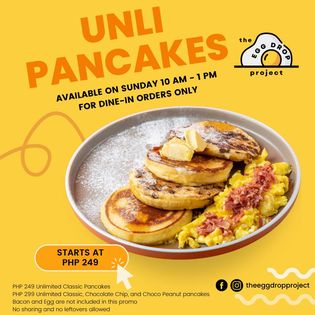 UNLI
PANCAKES
AVAILABLE ON SUNDAY 10 AM - 1 PM
FOR DINE-IN ORDERS ONLY
the
EGG DROP
project
STARTS AT
PHP 249
PHP 249 Unlimited Classic Pancakes
PHP 299 Unlimited Classic, Chocolate Chip, and Choco Peanut pancakes
Bacon and Egg are not included in this promo
No sharing and no leftovers allowed
theeggdropproject